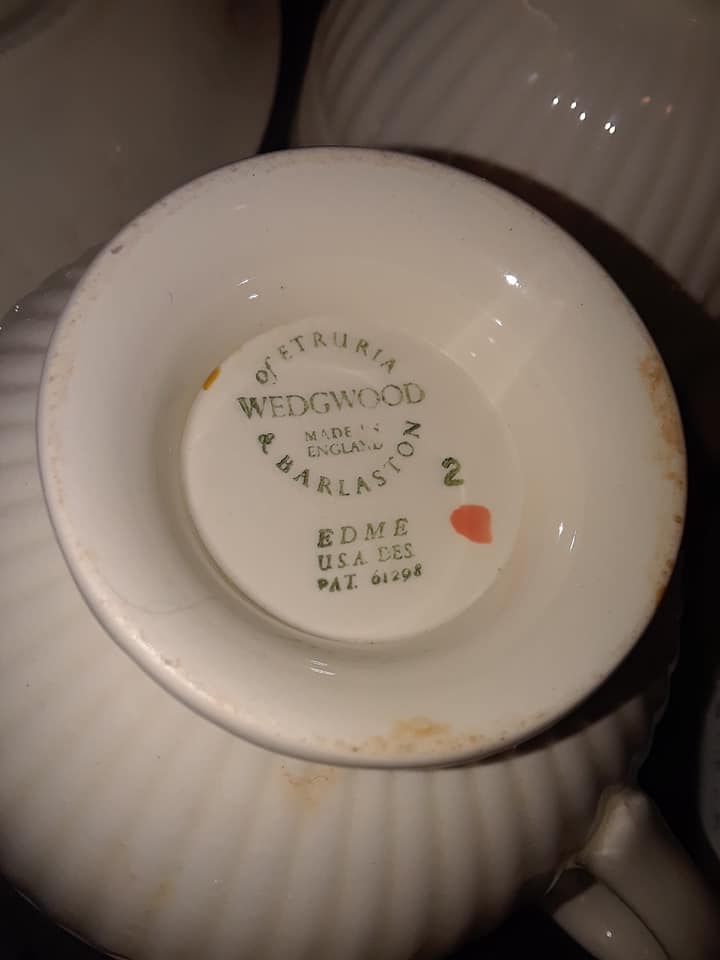 of ETRURIA
WEDGWOOD
MADE IN
ENGLAND
& BARLASTON
2
EDME
U.S.A. DES.
PAT. 61298